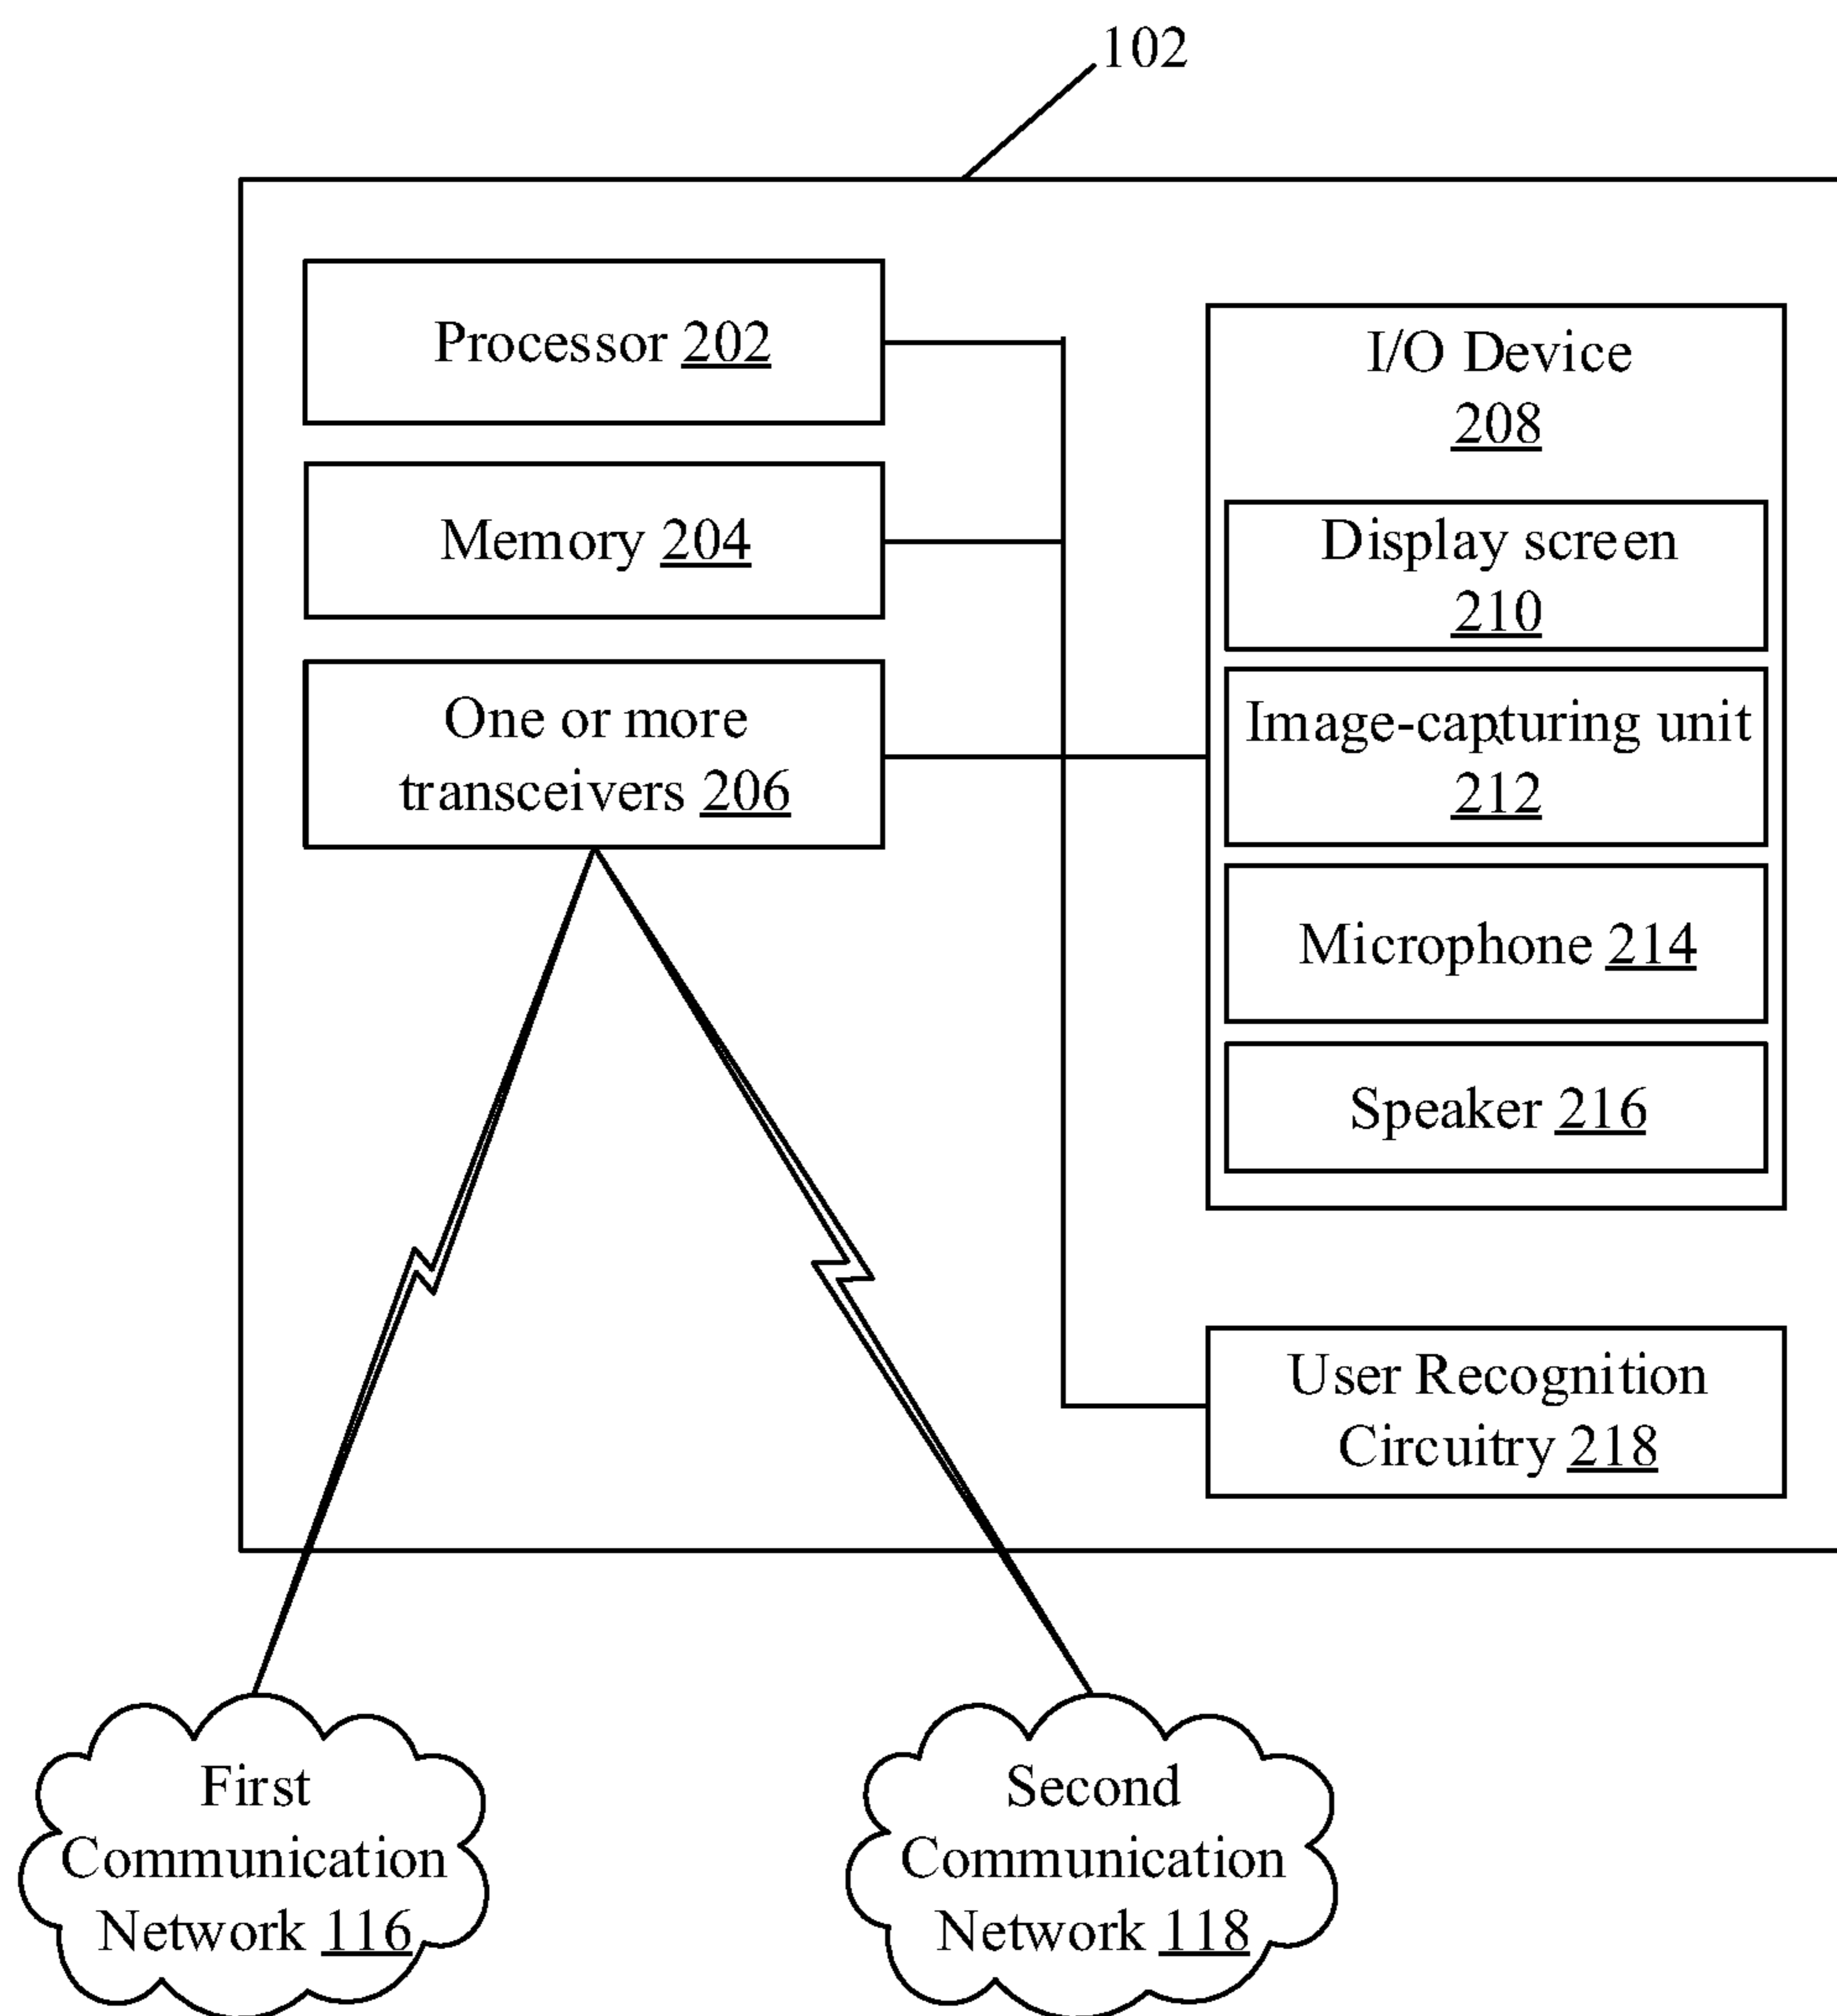 102
Processor 202
Memory 204
One or more
transceivers 206
I/O Device
208
Display screen
210
Image-capturing unit
212
Microphone 214
Speaker 216
User Recognition
Circuitry 218
First
Communication
Network 116
Second
Communication
Network 118